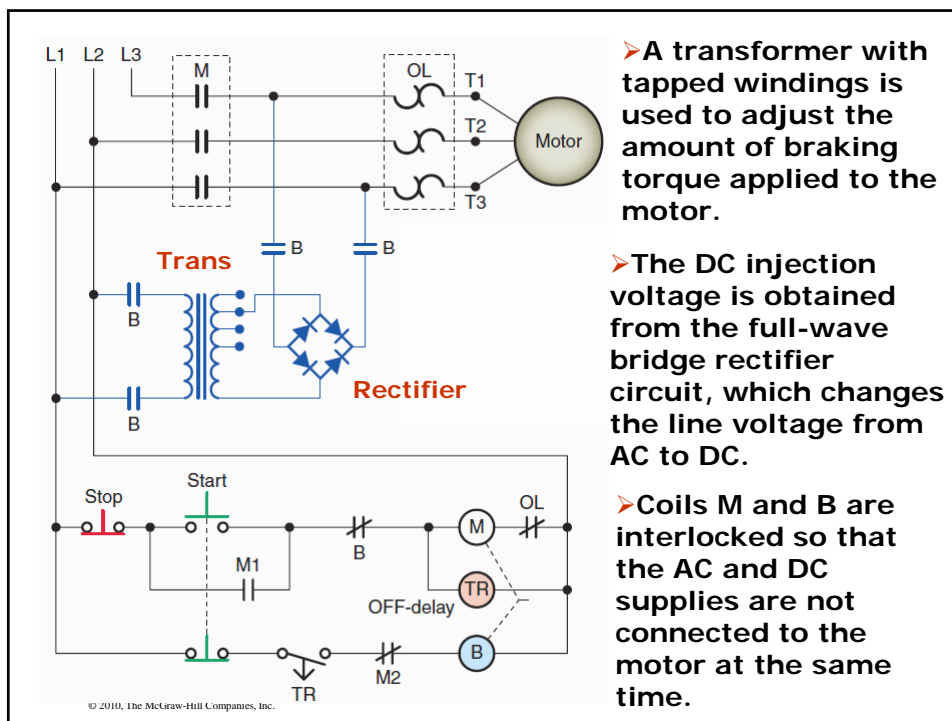 L1 L2 L3
M
OL
T1
T2
T3
Motor
B
B
Trans
B
B
Rectifier
Stop
Start
M1
B
M
OL
TR
OFF-delay
TR
M2
B
© 2010, The McGraw-Hill Companies, Inc.
➢A transformer with
tapped windings is
used to adjust the
amount of braking
torque applied to the
motor.
➢The DC injection
voltage is obtained
from the full-wave
bridge rectifier
circuit, which changes
the line voltage from
AC to DC.
➢Coils M and B are
interlocked so that
the AC and DC
supplies are not
connected to the
motor at the same
time.